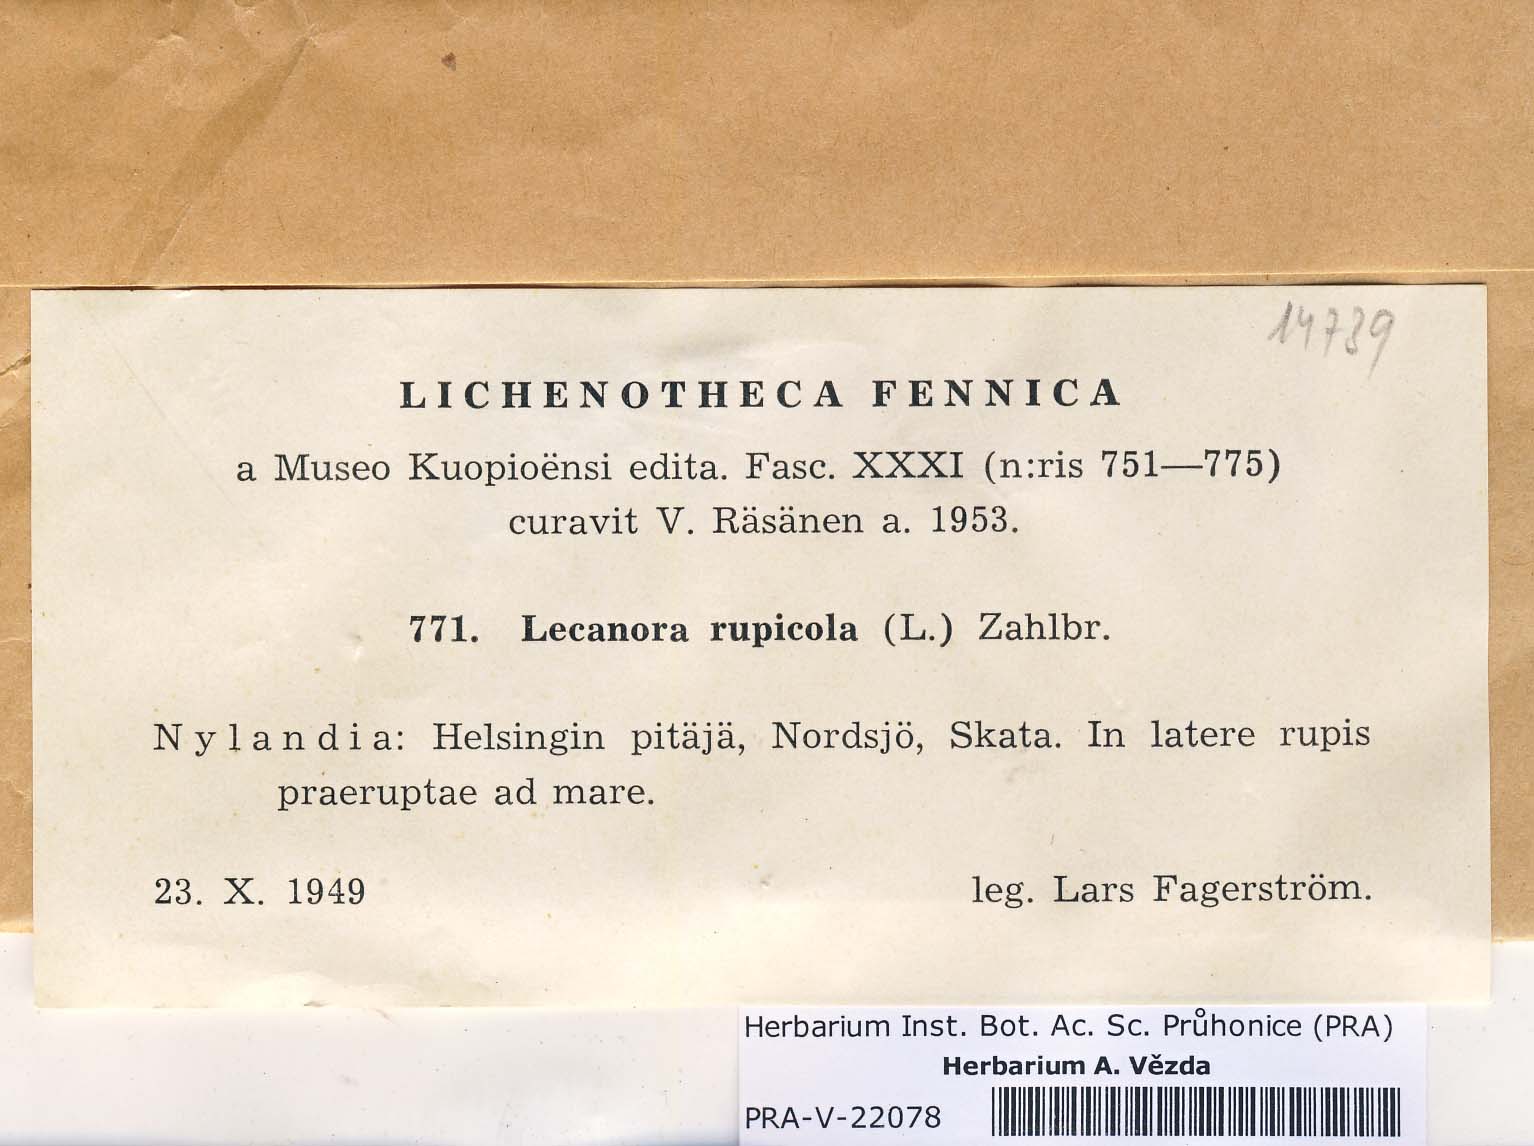 14739
LICHENOTHECA FENNICA
a Museo Kuopioënsi edita. Fasc. XXXI (n:ris 751—775)
curavit V. Räsänen a. 1953.
771. Lecanora rupicola (L.) Zahlbr.
Nylandia: Helsingin pitäjä, Nordsjö, Skata. In latere rupis
praeruptae ad mare.
23. X. 1949 leg. Lars Fagerström.
Herbarium Inst. Bot. Ac. Sc. Průhonice (PRA)
Herbarium A. Vězda
PRA-V-22078